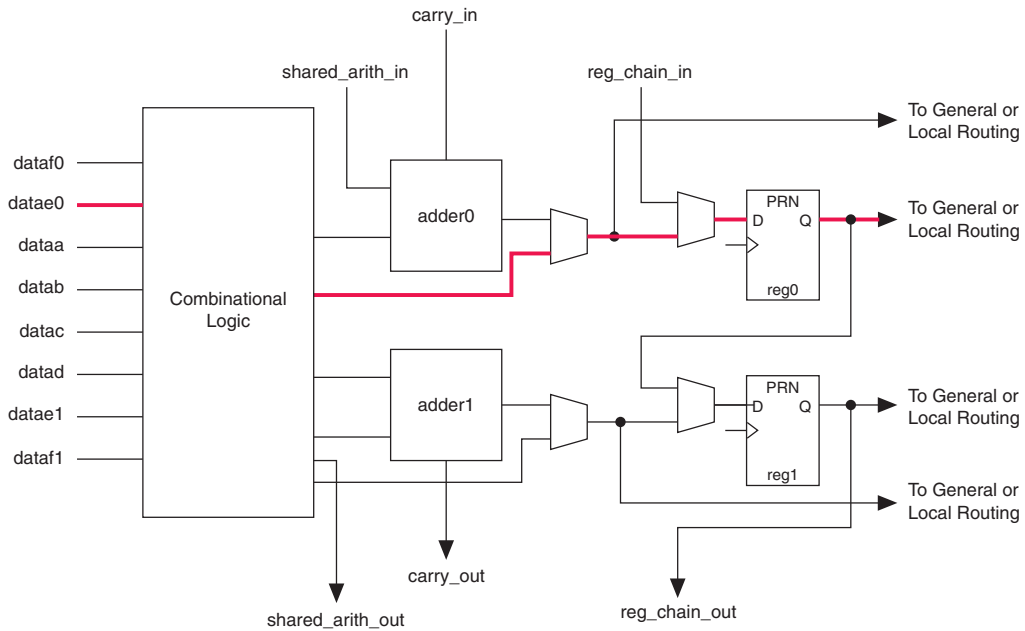 carry_in
shared_arith_in
reg_chain_in
To General or
Local Routing
dataf0
datae0
dataa
datab
datac
datad
datae1
dataf1
Combinational
Logic
adder0
PRN
D Q
reg0
To General or
Local Routing
adder1
PRN
D Q
reg1
To General or
Local Routing
To General or
Local Routing
carry_out
shared_arith_out
reg_chain_out